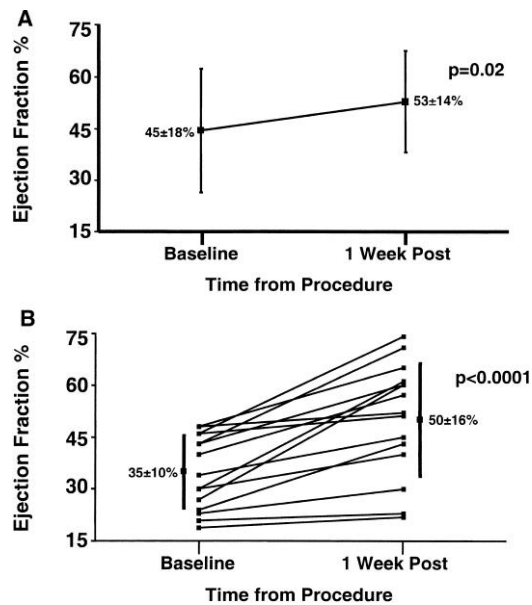 A
75
60
45
30
15
Ejection Fraction %
p=0.02
45±18%
53±14%
Baseline
1 Week Post
Time from Procedure
B
75
60
45
30
15
Ejection Fraction %
p<0.0001
35±10%
50±16%
Baseline
1 Week Post
Time from Procedure